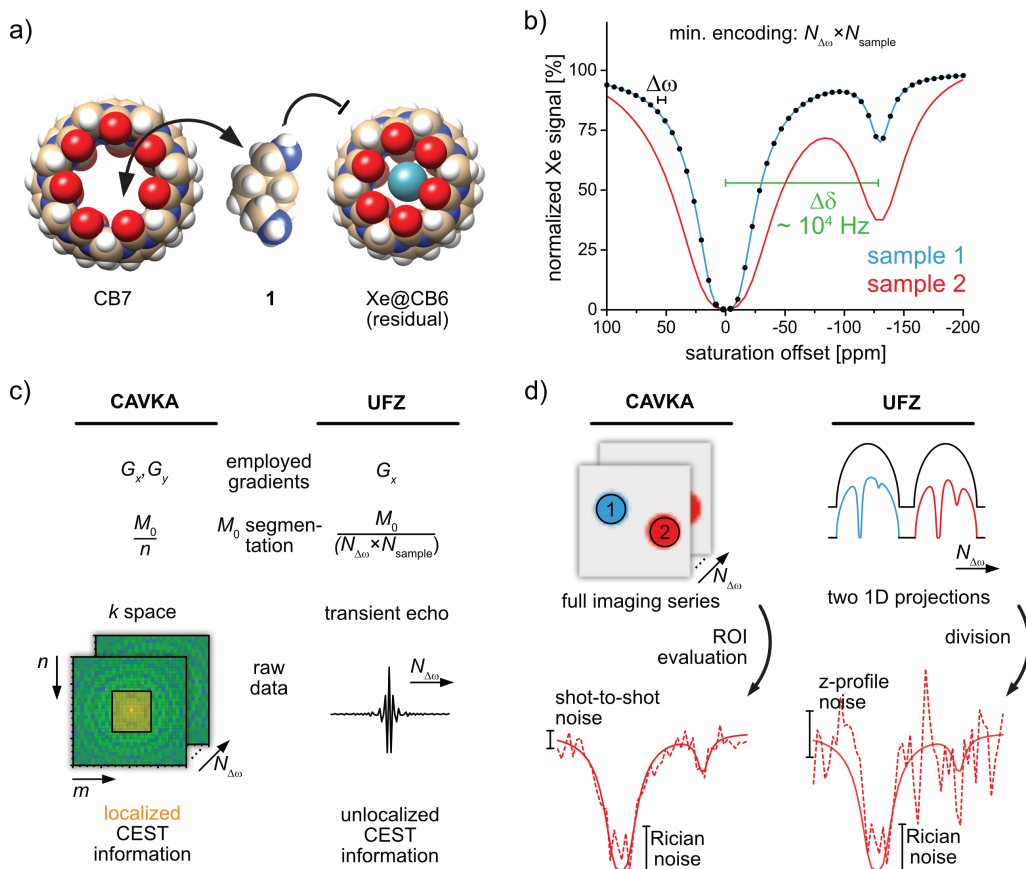 a)
CB7
1
Xe@CB6
(residual)
b)
min. encoding: NΔω×Nsample
normalized Xe signal [%]
100
75
50
25
0
Δω
Δδ
~ 10⁴ Hz
sample 1
sample 2
100
50
0
-50
-100
-150
-200
saturation offset [ppm]
c)
CAVKA
UFZ
Gx,Gy
employed
gradients
Gx
M0
n
M0 segmen-
tation
M0
(NΔω×Nsample)
k space
transient echo
n
m
NΔω
raw
data
NΔω
localized
CEST
information
unlocalized
CEST
information
d)
CAVKA
UFZ
1
2
NΔω
NΔω
full imaging series
two 1D projections
ROI
evaluation
division
shot-to-shot
noise
z-profile
noise
Rician
noise
Rician
noise